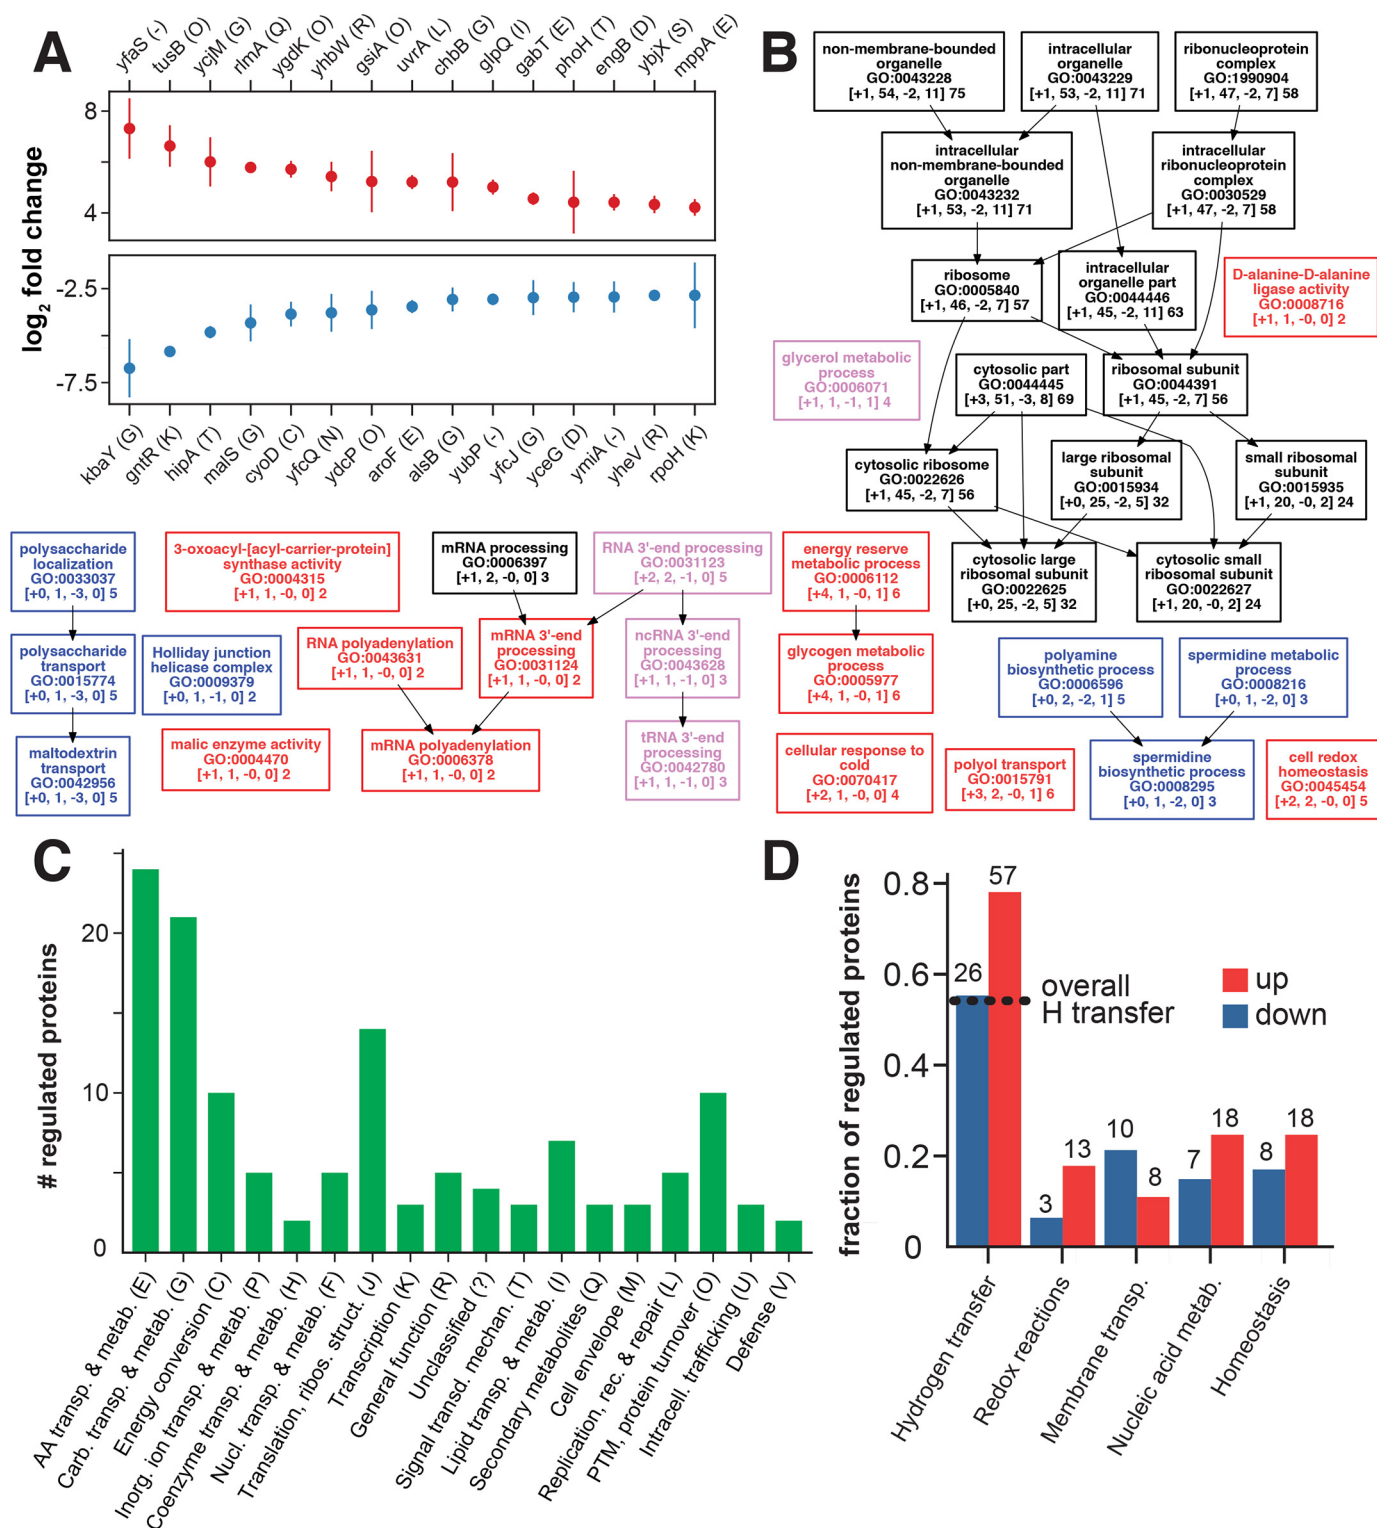 A
yfaS (-)
tusB (O)
ycjM (G)
rlmA (Q)
ygdK (O)
yhbW (R)
gsiA (O)
uvrA (L)
chbB (G)
glpQ (I)
gabT (E)
phoH (T)
engB (D)
ybjX (S)
mppA (E)
8
4
-2.5
-7.5
log2 fold change
kbaY (G)
gntR (K)
hipA (T)
malS (G)
cyoD (C)
yfcQ (N)
ydcP (O)
aroF (E)
alsB (G)
yubP (-)
yfcJ (G)
yceG (D)
ymiA (-)
yheV (R)
rpoH (K)
B
non-membrane-bounded
organelle
GO:0043228
[+1, 54, -2, 11] 75
intracellular
organelle
GO:0043229
[+1, 53, -2, 11] 71
ribonucleoprotein
complex
GO:1990904
[+1, 47, -2, 7] 58
intracellular
non-membrane-bounded
organelle
GO:0043232
[+1, 53, -2, 11] 71
intracellular
ribonucleoprotein
complex
GO:0030529
[+1, 47, -2, 7] 58
ribosome
GO:0005840
[+1, 46, -2, 7] 57
intracellular
organelle part
GO:0044446
[+1, 45, -2, 11] 63
D-alanine-D-alanine
ligase activity
GO:0008716
[+1, 1, -0, 0] 2
glycerol metabolic
process
GO:0006071
[+1, 1, -1, 1] 4
cytosolic part
GO:0044445
[+3, 51, -3, 8] 69
ribosomal subunit
GO:0044391
[+1, 45, -2, 7] 56
cytosolic ribosome
GO:0022626
[+1, 45, -2, 7] 56
large ribosomal
subunit
GO:0015934
[+0, 25, -2, 5] 32
small ribosomal
subunit
GO:0015935
[+1, 20, -0, 2] 24
cytosolic large
ribosomal subunit
GO:0022625
[+0, 25, -2, 5] 32
cytosolic small
ribosomal subunit
GO:0022627
[+1, 20, -0, 2] 24
polysaccharide
localization
GO:0033037
[+0, 1, -3, 0] 5
3-oxoacyl-[acyl-carrier-protein]
synthase activity
GO:0004315
[+1, 1, -0, 0] 2
mRNA processing
GO:0006397
[+1, 2, -0, 0] 3
RNA 3'-end processing
GO:0031123
[+2, 2, -1, 0] 5
energy reserve
metabolic process
GO:0006112
[+4, 1, -0, 1] 6
polysaccharide
transport
GO:0015774
[+0, 1, -3, 0] 5
Holliday junction
helicase complex
GO:0009379
[+0, 1, -1, 0] 2
RNA polyadenylation
GO:0043631
[+1, 1, -0, 0] 2
mRNA 3'-end
processing
GO:0031124
[+1, 1, -0, 0] 2
ncRNA 3'-end
processing
GO:0043628
[+1, 1, -1, 0] 3
glycogen metabolic
process
GO:0005977
[+4, 1, -0, 1] 6
polyamine
biosynthetic process
GO:0006596
[+0, 2, -2, 1] 5
spermidine metabolic
process
GO:0008216
[+0, 1, -2, 0] 3
maltodextrin
transport
GO:0042956
[+0, 1, -3, 0] 5
malic enzyme activity
GO:0004470
[+1, 1, -0, 0] 2
mRNA polyadenylation
GO:0006378
[+1, 1, -0, 0] 2
tRNA 3'-end
processing
GO:0042780
[+1, 1, -1, 0] 3
cellular response to
cold
GO:0070417
[+2, 1, -0, 0] 4
polyol transport
GO:0015791
[+3, 2, -0, 1] 6
spermidine
biosynthetic process
GO:0008295
[+0, 1, -2, 0] 3
cell redox
homeostasis
GO:0045454
[+2, 2, -0, 0] 5
C
# regulated proteins
20
10
0
AA transp. & metab. (E)
Carb. transp. & metab. (G)
Energy conversion (C)
Inorg. ion transp. & metab. (P)
Coenzyme transp. & metab. (H)
Nucl. transp. & metab. (F)
Translation, ribos. struct. (J)
Transcription (K)
General function (R)
Unclassified (?)
Signal transd. mechan. (T)
Lipid transp. & metab. (I)
Secondary metabolites (Q)
Cell envelope (M)
Replication, rec. & repair (L)
PTM, protein turnover (O)
Intracell. trafficking (U)
Defense (V)
D
fraction of regulated proteins
0.8
0.6
0.4
0.2
0
57
26
overall
H transfer
up
down
3
13
10
8
7
18
8
18
Hydrogen transfer
Redox reactions
Membrane transp.
Nucleic acid metab.
Homeostasis